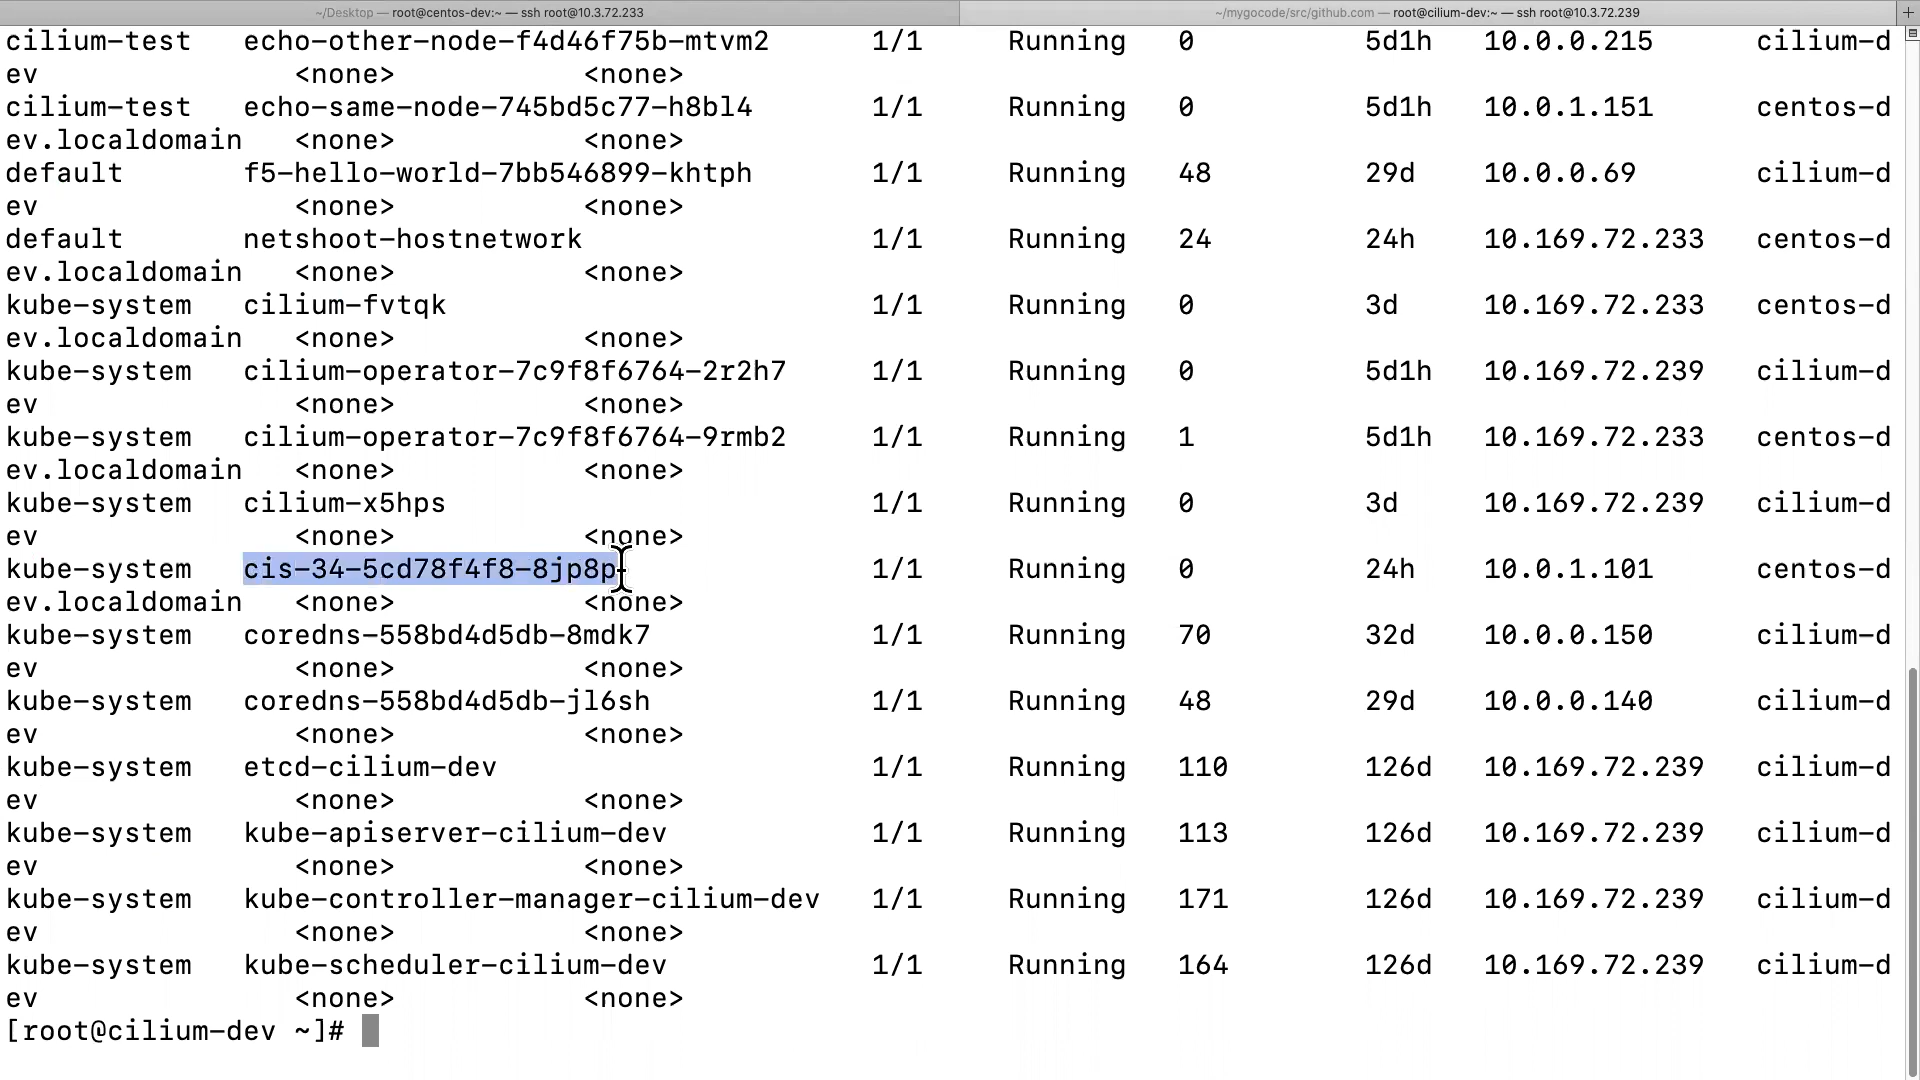 ~/Desktop — root@centos-dev:~ — ssh root@10.3.72.233 ~/mygocode/src/github.com — root@cilium-dev:~ — ssh root@10.3.72.239 +
cilium-test echo-other-node-f4d46f75b-mtvm2 1/1 Running 0 5d1h 10.0.0.215 cilium-d
ev <none> <none>
cilium-test echo-same-node-745bd5c77-h8bl4 1/1 Running 0 5d1h 10.0.1.151 centos-d
ev.localdomain <none> <none>
default f5-hello-world-7bb546899-khtph 1/1 Running 48 29d 10.0.0.69 cilium-d
ev <none> <none>
default netshoot-hostnetwork 1/1 Running 24 24h 10.169.72.233 centos-d
ev.localdomain <none> <none>
kube-system cilium-fvtqk 1/1 Running 0 3d 10.169.72.233 centos-d
ev.localdomain <none> <none>
kube-system cilium-operator-7c9f8f6764-2r2h7 1/1 Running 0 5d1h 10.169.72.239 cilium-d
ev <none> <none>
kube-system cilium-operator-7c9f8f6764-9rmb2 1/1 Running 1 5d1h 10.169.72.233 centos-d
ev.localdomain <none> <none>
kube-system cilium-x5hps 1/1 Running 0 3d 10.169.72.239 cilium-d
ev <none> <none>
kube-system cis-34-5cd78f4f8-8jp8p 1/1 Running 0 24h 10.0.1.101 centos-d
ev.localdomain <none> <none>
kube-system coredns-558bd4d5db-8mdk7 1/1 Running 70 32d 10.0.0.150 cilium-d
ev <none> <none>
kube-system coredns-558bd4d5db-jl6sh 1/1 Running 48 29d 10.0.0.140 cilium-d
ev <none> <none>
kube-system etcd-cilium-dev 1/1 Running 110 126d 10.169.72.239 cilium-d
ev <none> <none>
kube-system kube-apiserver-cilium-dev 1/1 Running 113 126d 10.169.72.239 cilium-d
ev <none> <none>
kube-system kube-controller-manager-cilium-dev 1/1 Running 171 126d 10.169.72.239 cilium-d
ev <none> <none>
kube-system kube-scheduler-cilium-dev 1/1 Running 164 126d 10.169.72.239 cilium-d
ev <none> <none>
[root@cilium-dev ~]#